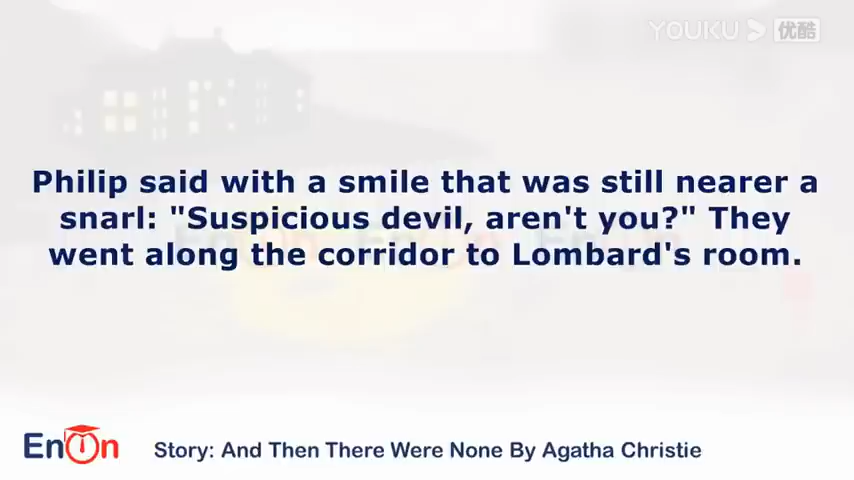 YOUKU 优酷
Philip said with a smile that was still nearer a
snarl: "Suspicious devil, aren't you?" They
went along the corridor to Lombard's room.
EnOn
Story: And Then There Were None By Agatha Christie